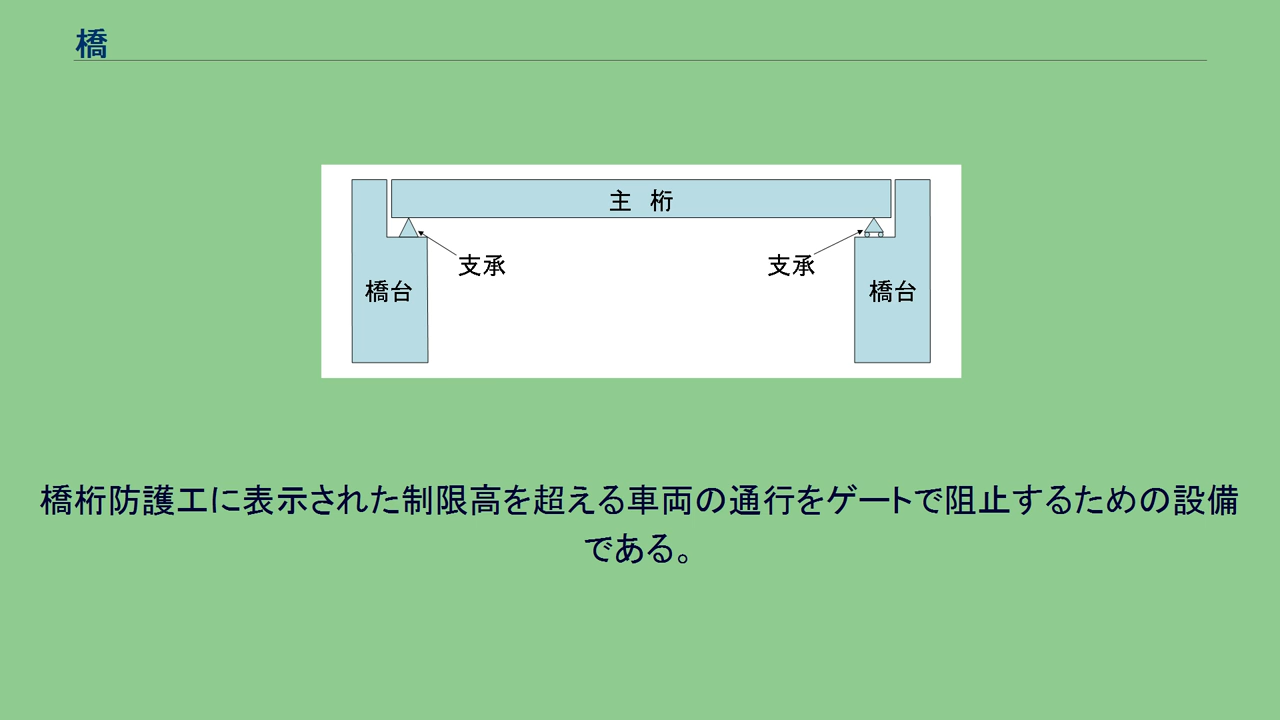 橋
主 桁
支承
支承
橋台
橋台
橋桁防護工に表示された制限高を超える車両の通行をゲートで阻止するための設備
である。